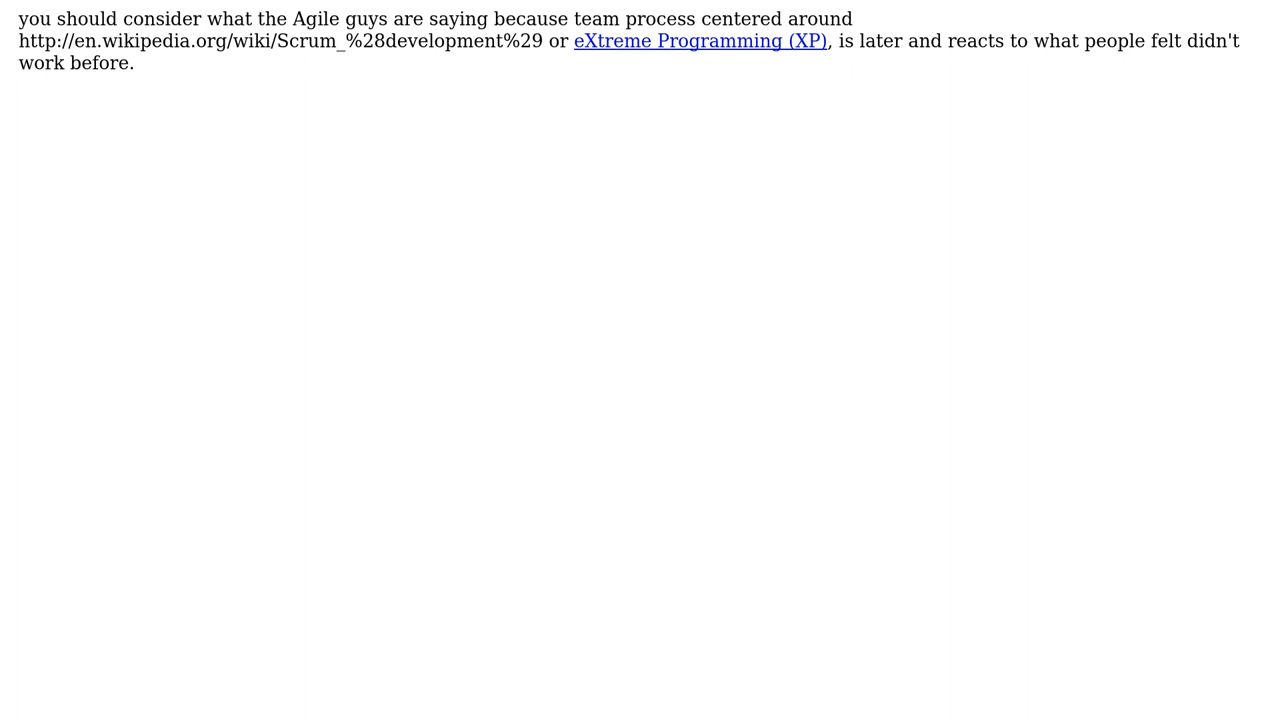 you should consider what the Agile guys are saying because team process centered around
http://en.wikipedia.org/wiki/Scrum_%28development%29 or eXtreme Programming (XP), is later and reacts to what people felt didn't
work before.